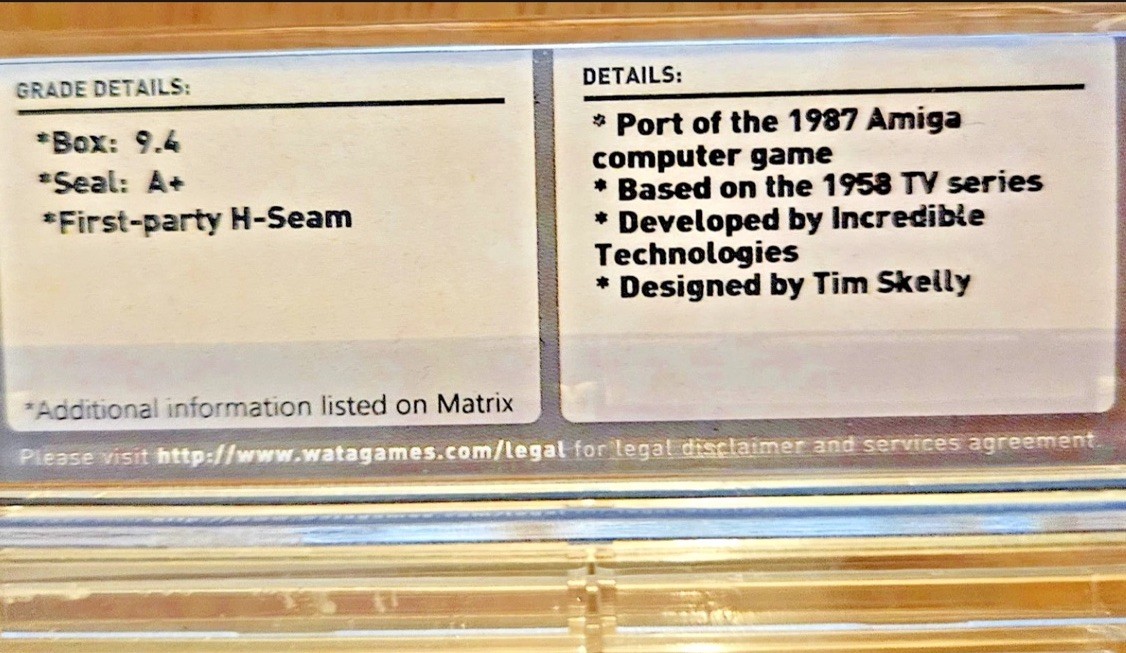 GRADE DETAILS:
*Box: 9.4
*Seal: A+
*First-party H-Seam
*Additional information listed on Matrix
DETAILS:
* Port of the 1987 Amiga
computer game
* Based on the 1958 TV series
* Developed by Incredible
Technologies
* Designed by Tim Skelly
Please visit http://www.watagames.com/legal for legal disclaimer and services agreement.